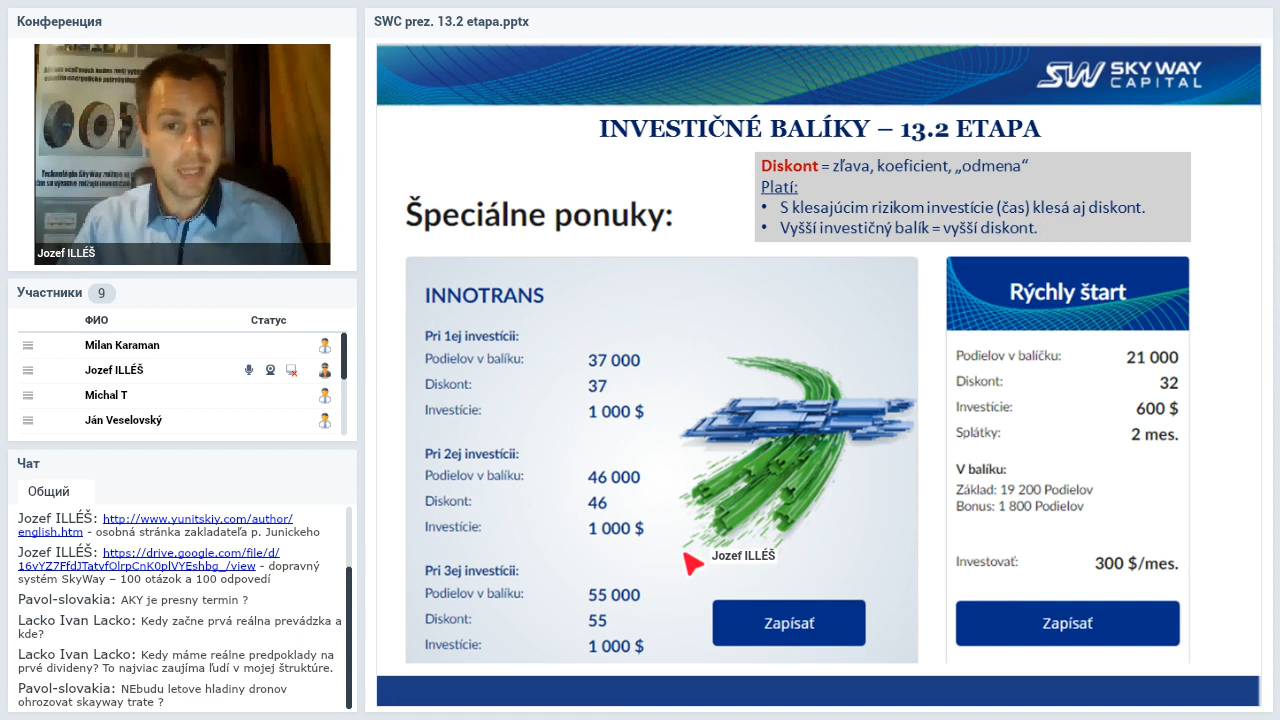 Конференция
Jozef ILLÉŠ
Участники 9
ФИО Статус
Milan Karaman
Jozef ILLÉŠ
Michal T
Ján Veselovský
Чат
Общий
Jozef ILLÉŠ: http://www.yunitskiy.com/author/
english.htm - osobná stránka zakladateľa p. Junickeho
Jozef ILLÉŠ: https://drive.google.com/file/d/
16vYZ7FfdJTatvfOlrpCnK0plVYEshbg_/view - dopravný
systém SkyWay – 100 otázok a 100 odpovedí
Pavol-slovakia: AKY je presny termin ?
Lacko Ivan Lacko: Kedy začne prvá reálna prevádzka a
kde?
Lacko Ivan Lacko: Kedy máme reálne predpoklady na
prvé divideny? To najviac zaujíma ľudí v mojej štruktúre.
Pavol-slovakia: NEbudu letove hladiny dronov
ohrozovat skayway trate ?
SWC prez. 13.2 etapa.pptx
SW SKY WAY
CAPITAL
INVESTIČNÉ BALÍKY – 13.2 ETAPA
Diskont = zľava, koeficient, „odmena“
Platí:
• S klesajúcim rizikom investície (čas) klesá aj diskont.
• Vyšší investičný balík = vyšší diskont.
Špeciálne ponuky:
INNOTRANS
Pri 1ej investícii:
Podielov v balíku: 37 000
Diskont: 37
Investície: 1 000 $
Pri 2ej investícii:
Podielov v balíku: 46 000
Diskont: 46
Investície: 1 000 $
Pri 3ej investícii:
Podielov v balíku: 55 000
Diskont: 55
Investície: 1 000 $
Jozef ILLÉŠ
Zapísať
Rýchly štart
Podielov v balíčku: 21 000
Diskont: 32
Investície: 600 $
Splátky: 2 mes.
V balíku:
Základ: 19 200 Podielov
Bonus: 1 800 Podielov
Investovať: 300 $/mes.
Zapísať